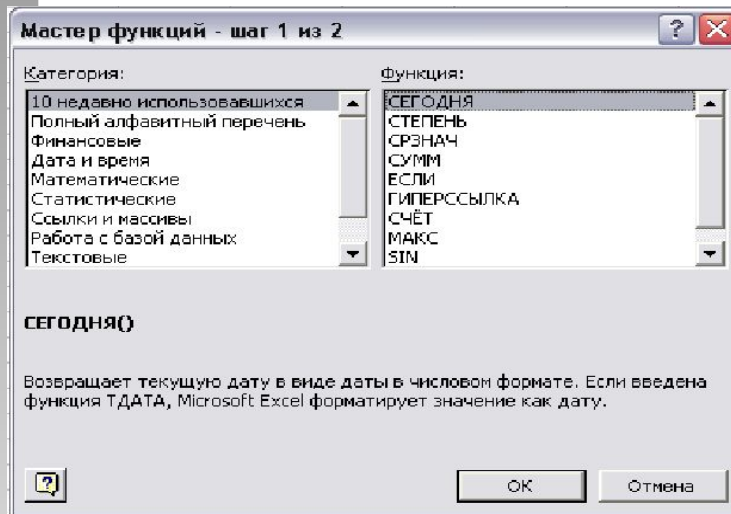 Мастер функций - шаг 1 из 2
Категория:
10 недавно использовавшихся
Полный алфавитный перечень
Финансовые
Дата и время
Математические
Статистические
Ссылки и массивы
Работа с базой данных
Текстовые
Функция:
СЕГОДНЯ
СТЕПЕНЬ
СРЗНАЧ
СУММ
ЕСЛИ
ГИПЕРССЫЛКА
СЧЁТ
МАКС
SIN
СЕГОДНЯ()
Возвращает текущую дату в виде даты в числовом формате. Если введена
функция ТДАТА, Microsoft Excel форматирует значение как дату.
ОК
Отмена